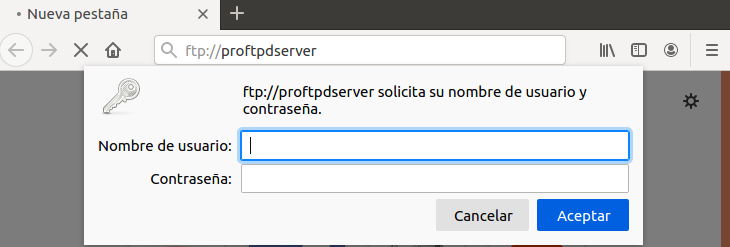 Nueva pestaña
ftp://proftpdserver
ftp://proftpdserver solicita su nombre de usuario y
contraseña.
Nombre de usuario:
Contraseña:
Cancelar
Aceptar